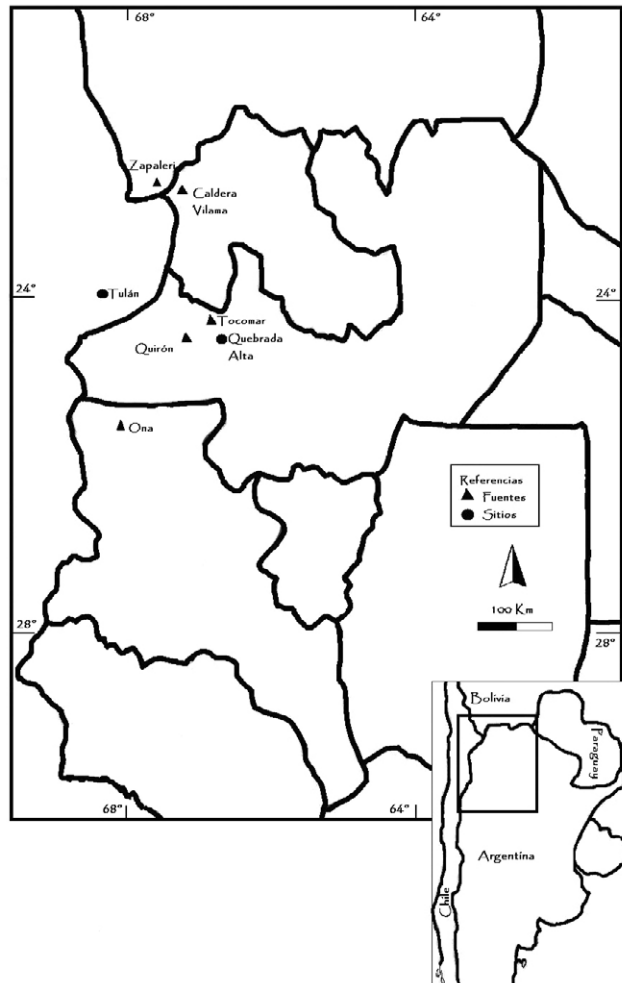 68°
64°
Zapaleri
Caldera
Vilama
24°
Tulán
24°
Tocomar
Quirón
Quebrada
Alta
Ona
Referencias
Fuentes
Sitios
100 Km
28°
28°
68°
64°
Bolivia
Paraguay
Argentina
Chile